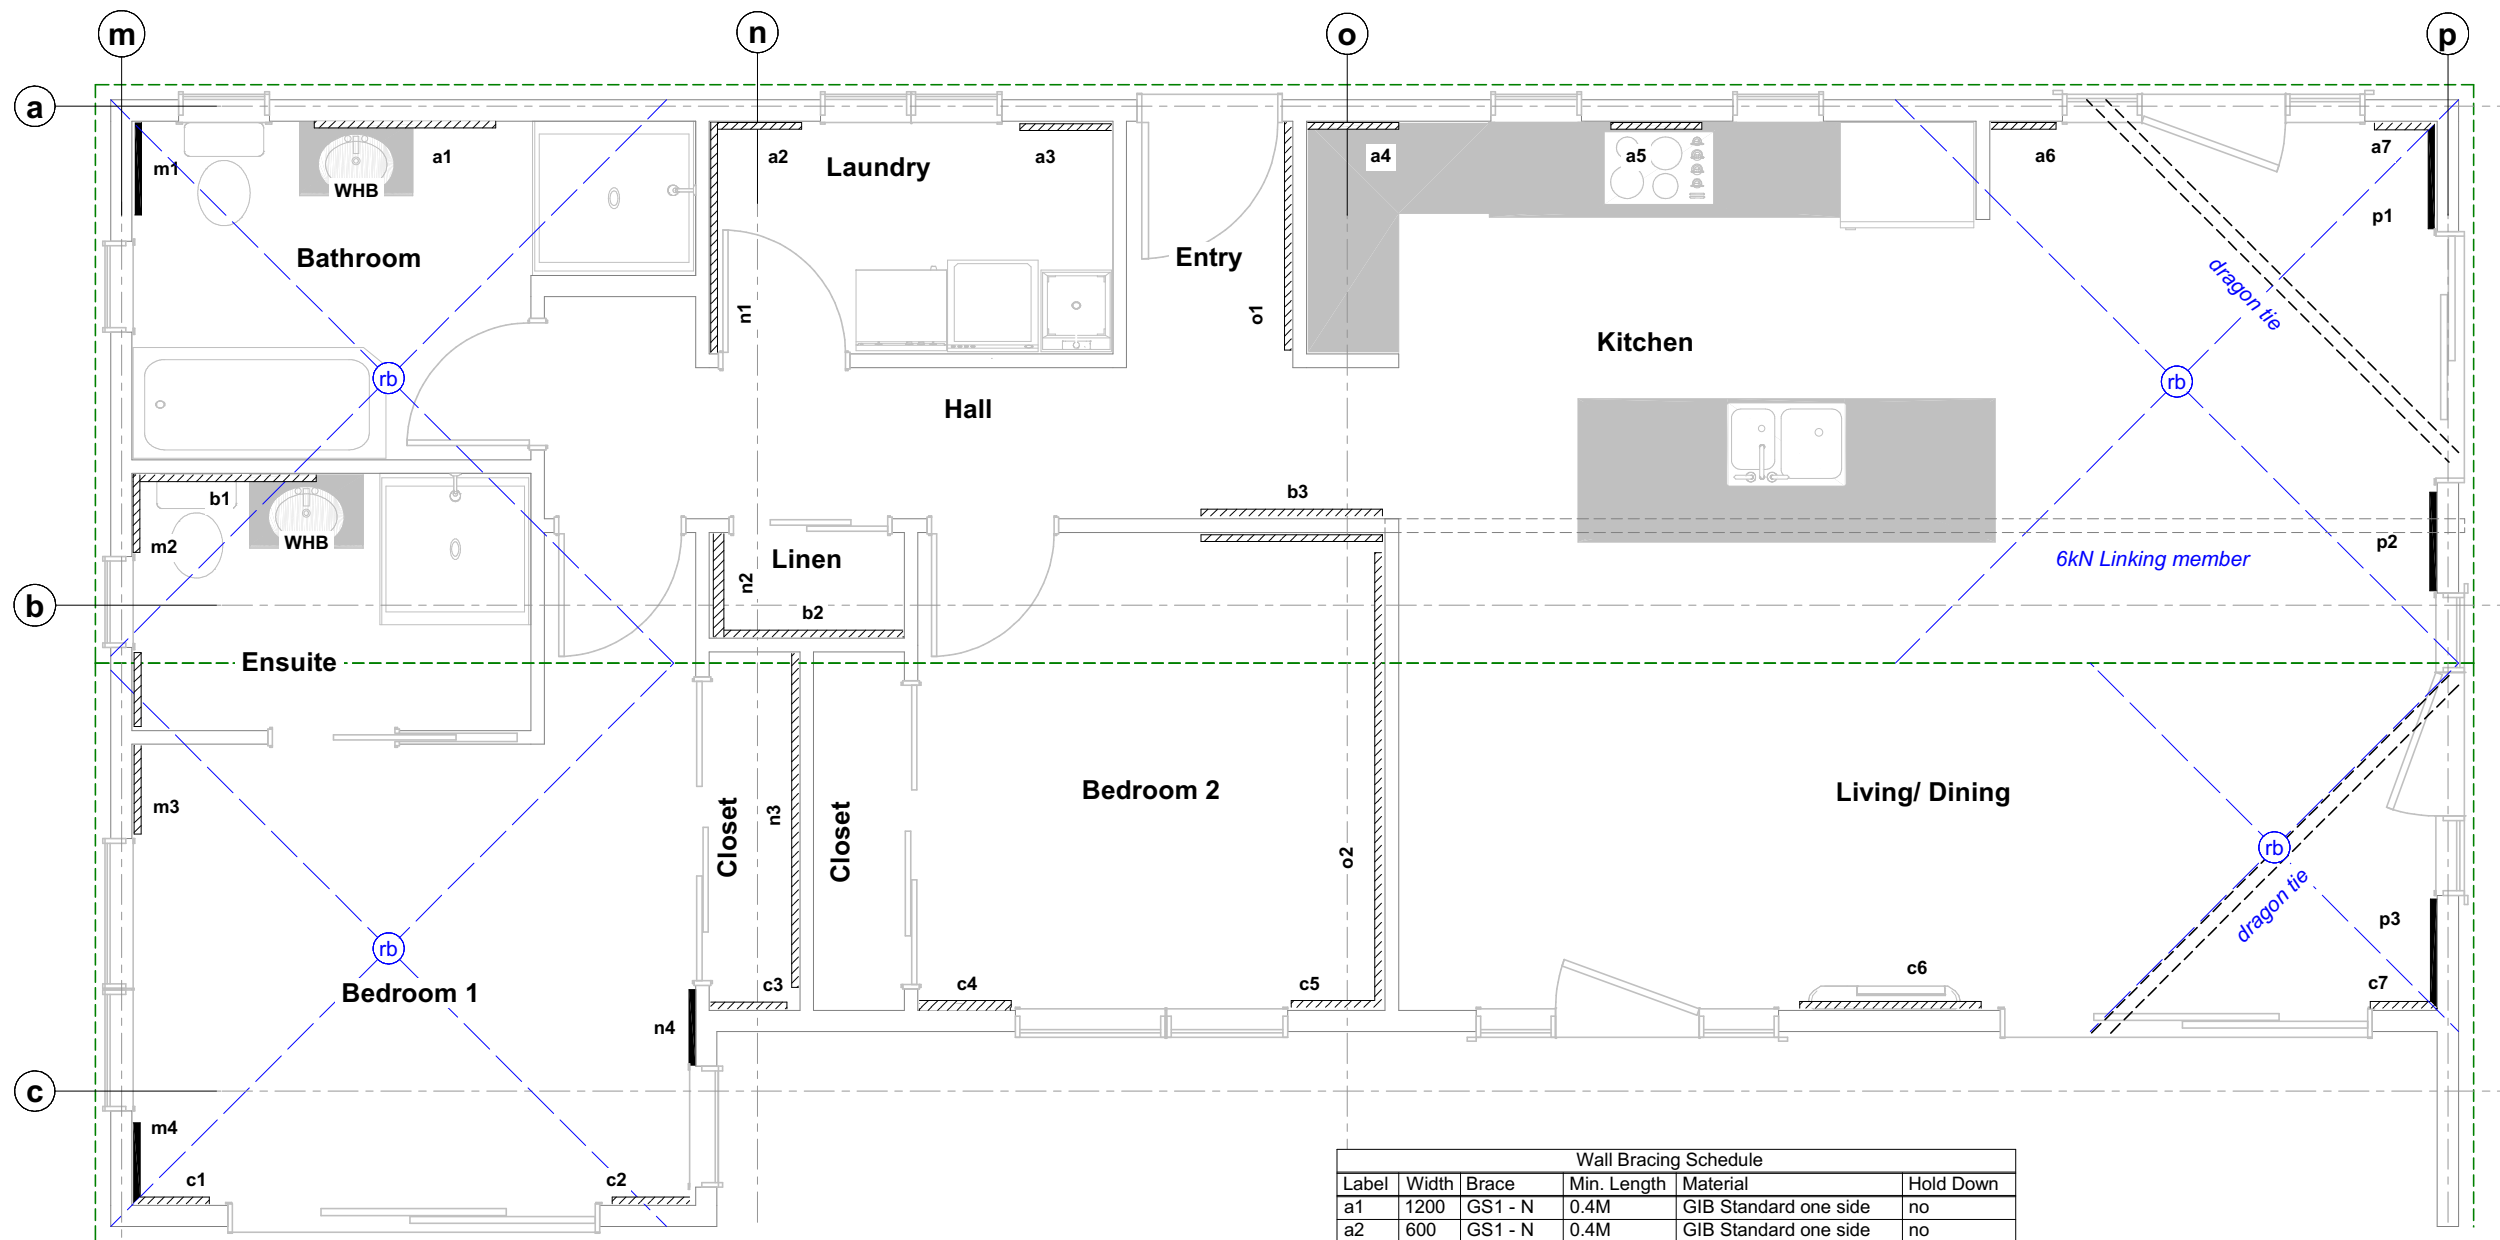 m
n
o
p
a
m1
WHB
a1
a2
Laundry
a3
a4
a5
a6
a7
p1
Bathroom
Entry
n1
o1
dragon tie
Kitchen
rb
rb
Hall
b1
b3
m2
WHB
Linen
n2
b2
p2
6kN Linking member
b
Ensuite
m3
Closet
n3
Closet
Bedroom 2
o2
Living/ Dining
rb
dragon tie
p3
rb
Bedroom 1
c3
c4
c5
c6
c7
n4
c
m4
c1
c2
Wall Bracing Schedule
Label Width Brace Min. Length Material Hold Down
a1 1200 GS1 - N 0.4M GIB Standard one side no
a2 600 GS1 - N 0.4M GIB Standard one side no